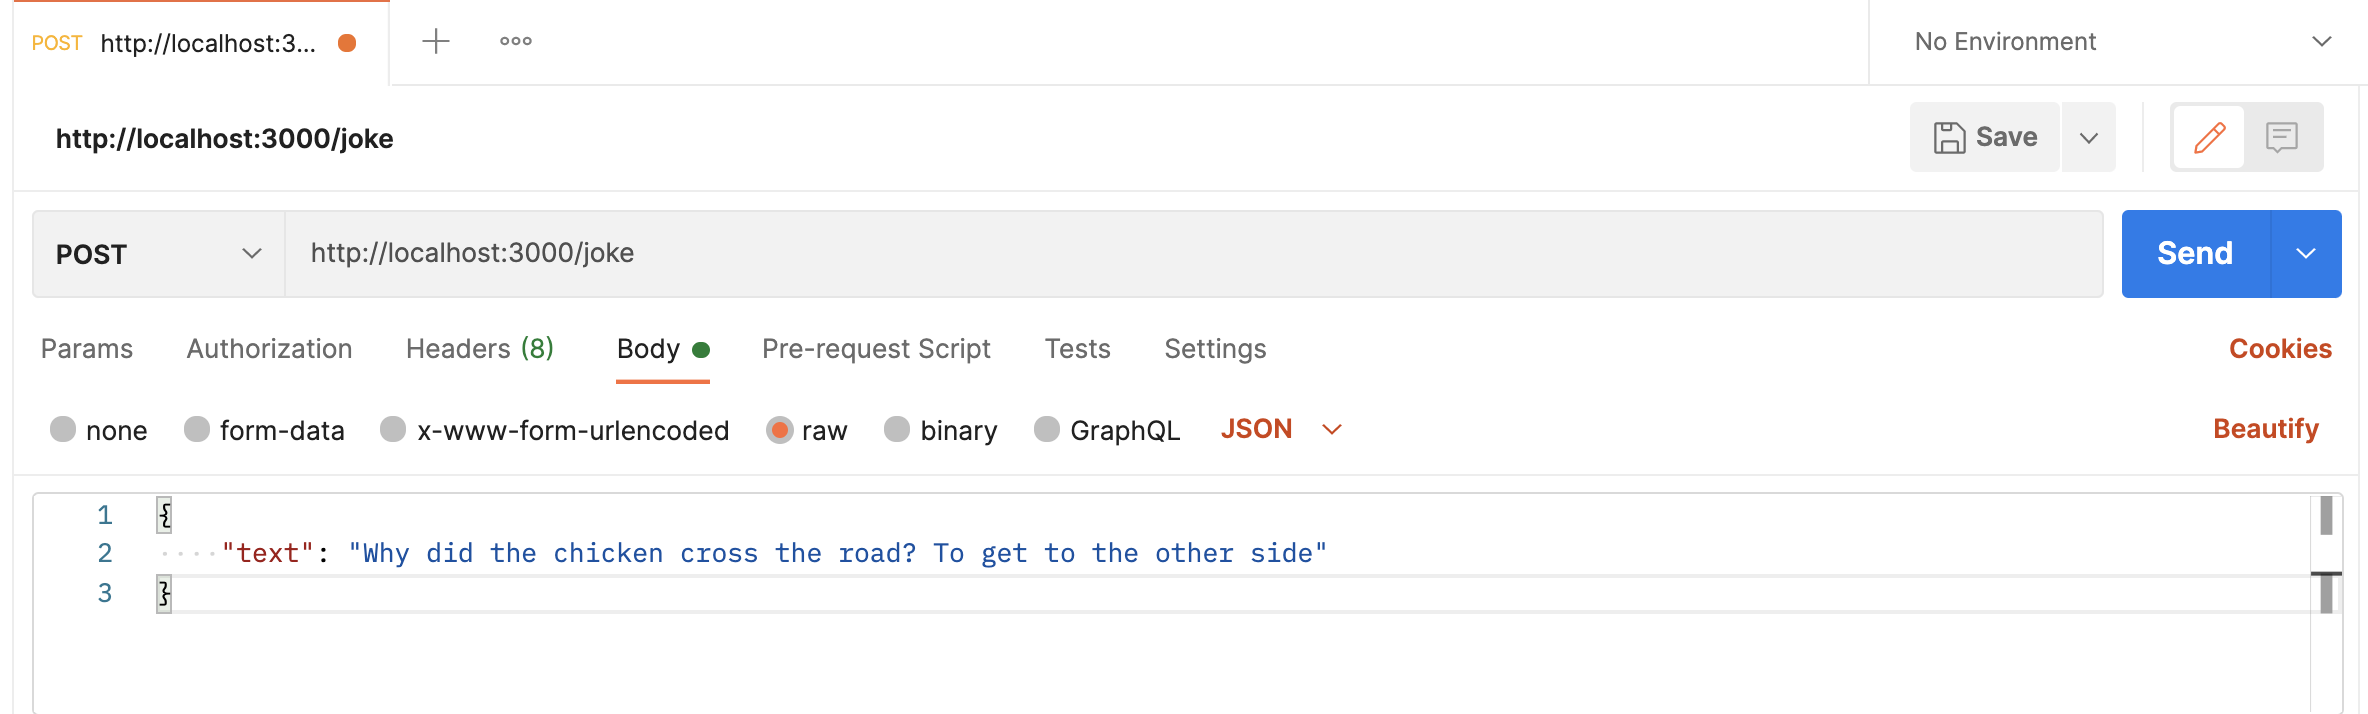 POST http://localhost:3... No Environment
http://localhost:3000/joke Save
POST http://localhost:3000/joke Send
Params Authorization Headers (8) Body Pre-request Script Tests Settings Cookies
none form-data x-www-form-urlencoded raw binary GraphQL JSON Beautify
1 {
2 ····"text": "Why did the chicken cross the road? To get to the other side"
3 }